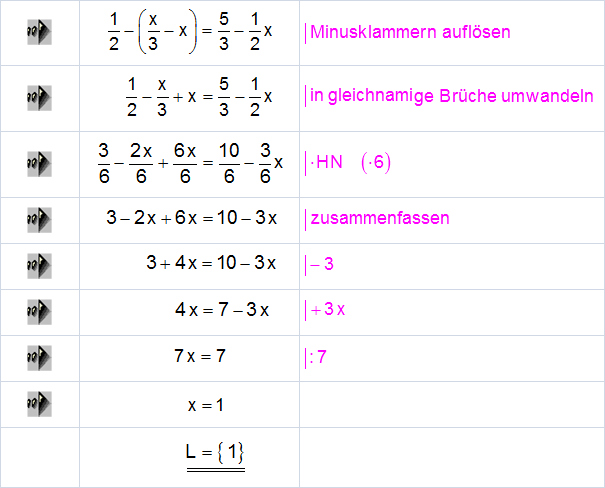 1/2 − (x/3 − x) = 5/3 − 1/2 x | Minusklammern auflösen
1/2 − x/3 + x = 5/3 − 1/2 x | in gleichnamige Brüche umwandeln
3/6 − 2x/6 + 6x/6 = 10/6 − 3/6 x | ·HN (·6)
3 − 2x + 6x = 10 − 3x | zusammenfassen
3 + 4x = 10 − 3x | − 3
4x = 7 − 3x | + 3x
7x = 7 | : 7
x = 1
L = {1}